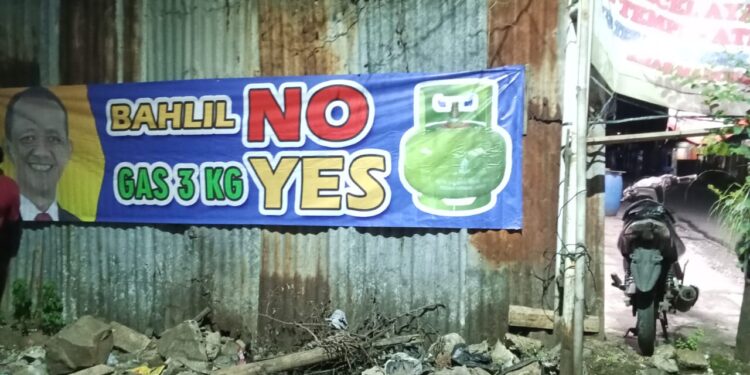 BAHLIL NO
GAS 3 KG YES